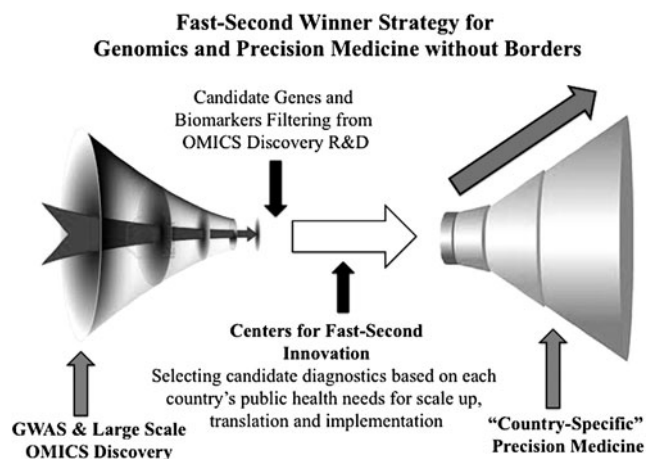 Fast-Second Winner Strategy for
Genomics and Precision Medicine without Borders
Candidate Genes and
Biomarkers Filtering from
OMICS Discovery R&D
Centers for Fast-Second
Innovation
Selecting candidate diagnostics based on each
country's public health needs for scale up,
translation and implementation
GWAS & Large Scale
OMICS Discovery
“Country-Specific”
Precision Medicine